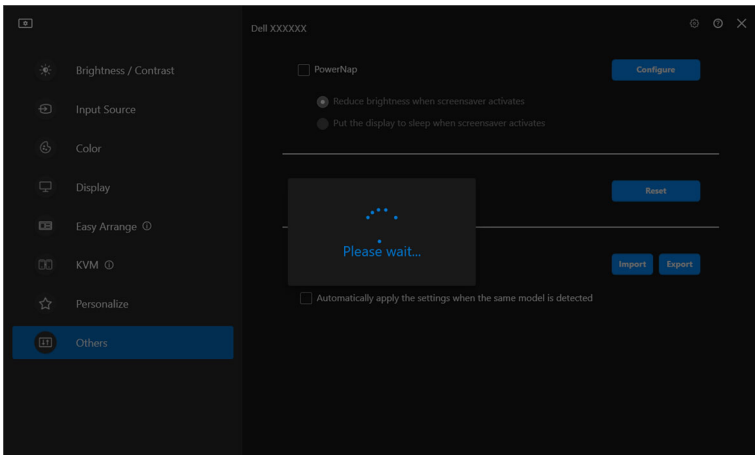 Dell XXXXXX
Brightness / Contrast
Input Source
Color
Display
Easy Arrange
KVM
Personalize
Others
PowerNap
Configure
Reduce brightness when screensaver activates
Put the display to sleep when screensaver activates
Reset
Please wait...
Import Export
Automatically apply the settings when the same model is detected